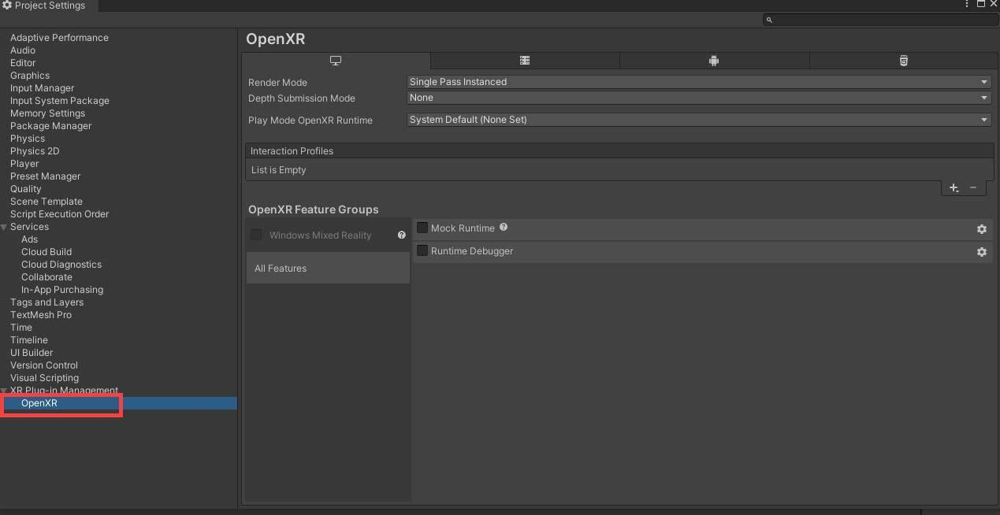 Project Settings
Adaptive Performance
Audio
Editor
Graphics
Input Manager
Input System Package
Memory Settings
Package Manager
Physics
Physics 2D
Player
Preset Manager
Quality
Scene Template
Script Execution Order
Services
Ads
Cloud Build
Cloud Diagnostics
Collaborate
In-App Purchasing
Tags and Layers
TextMesh Pro
Time
Timeline
UI Builder
Version Control
Visual Scripting
XR Plug-in Management
OpenXR
OpenXR
Render Mode Single Pass Instanced
Depth Submission Mode None
Play Mode OpenXR Runtime System Default (None Set)
Interaction Profiles
List is Empty
OpenXR Feature Groups
Windows Mixed Reality
All Features
Mock Runtime
Runtime Debugger